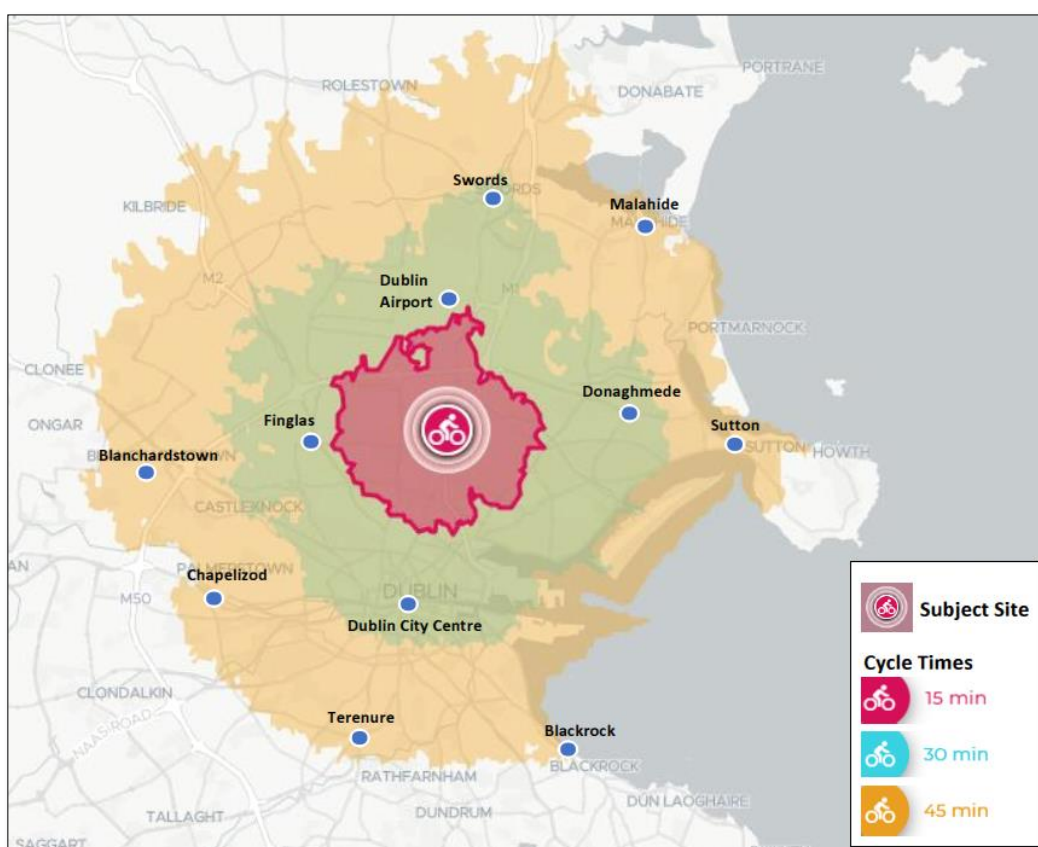 PORTRANE
ROLESTOWN
DONABATE
Swords
Malahide
KILBRIDE
M2
Dublin
Airport
M1
PORTMARNOCK
CLONEE
Donaghmede
Finglas
ONGAR
Sutton
SUTTON
HOWTH
Blanchardstown
CASTLEKNOCK
PALMERSTOWN
Chapelizod
M50
DUBLIN
Dublin City Centre
CLONDALKIN
NAAS ROAD
Terenure
Blackrock
BLACKROCK
RATHFARNHAM
DÚN LAOGHAIRE
TALLAGHT
DUNDRUM
SAGGART
Subject Site
Cycle Times
15 min
30 min
45 min